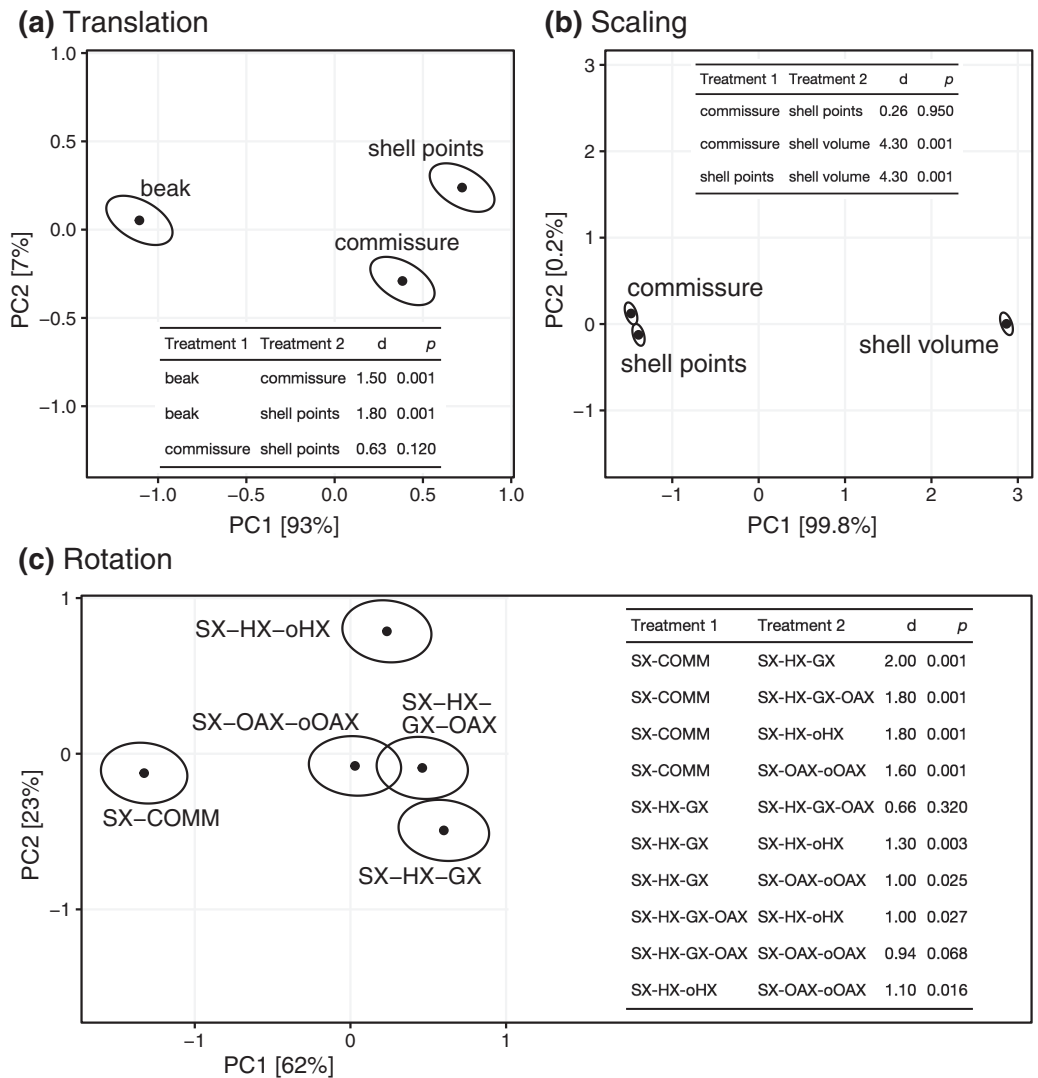 (a) Translation
1.0
0.5
0.0
−0.5
−1.0
PC2 [7%]
beak
shell points
commissure
Treatment 1 Treatment 2 d p
beak commissure 1.50 0.001
beak shell points 1.80 0.001
commissure shell points 0.63 0.120
−1.0 −0.5 0.0 0.5 1.0
PC1 [93%]
(b) Scaling
3
2
1
0
−1
PC2 [0.2%]
Treatment 1 Treatment 2 d p
commissure shell points 0.26 0.950
commissure shell volume 4.30 0.001
shell points shell volume 4.30 0.001
commissure
shell points
shell volume
−1 0 1 2 3
PC1 [99.8%]
(c) Rotation
1
0
−1
PC2 [23%]
SX−HX−oHX
SX−OAX−oOAX
SX−HX−
GX−OAX
SX−COMM
SX−HX−GX
−1 0 1
PC1 [62%]
Treatment 1 Treatment 2 d p
SX-COMM SX-HX-GX 2.00 0.001
SX-COMM SX-HX-GX-OAX 1.80 0.001
SX-COMM SX-HX-oHX 1.80 0.001
SX-COMM SX-OAX-oOAX 1.60 0.001
SX-HX-GX SX-HX-GX-OAX 0.66 0.320
SX-HX-GX SX-HX-oHX 1.30 0.003
SX-HX-GX SX-OAX-oOAX 1.00 0.025
SX-HX-GX-OAX SX-HX-oHX 1.00 0.027
SX-HX-GX-OAX SX-OAX-oOAX 0.94 0.068
SX-HX-oHX SX-OAX-oOAX 1.10 0.016